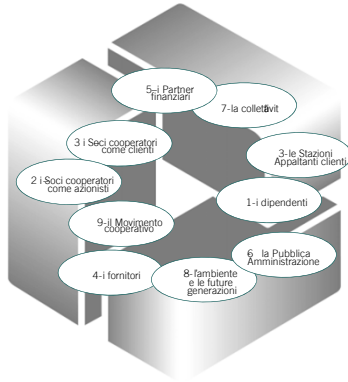 5-i Partner
finanziari
7-la collettivit
3 i Soci cooperatori
come clienti
3-le Stazioni
Appaltanti clienti
2 i Soci cooperatori
come azionisti
1-i dipendenti
9-il Movimento
cooperativo
6 la Pubblica
Amministrazione
4-i fornitori
8-l'ambiente
e le future
generazioni